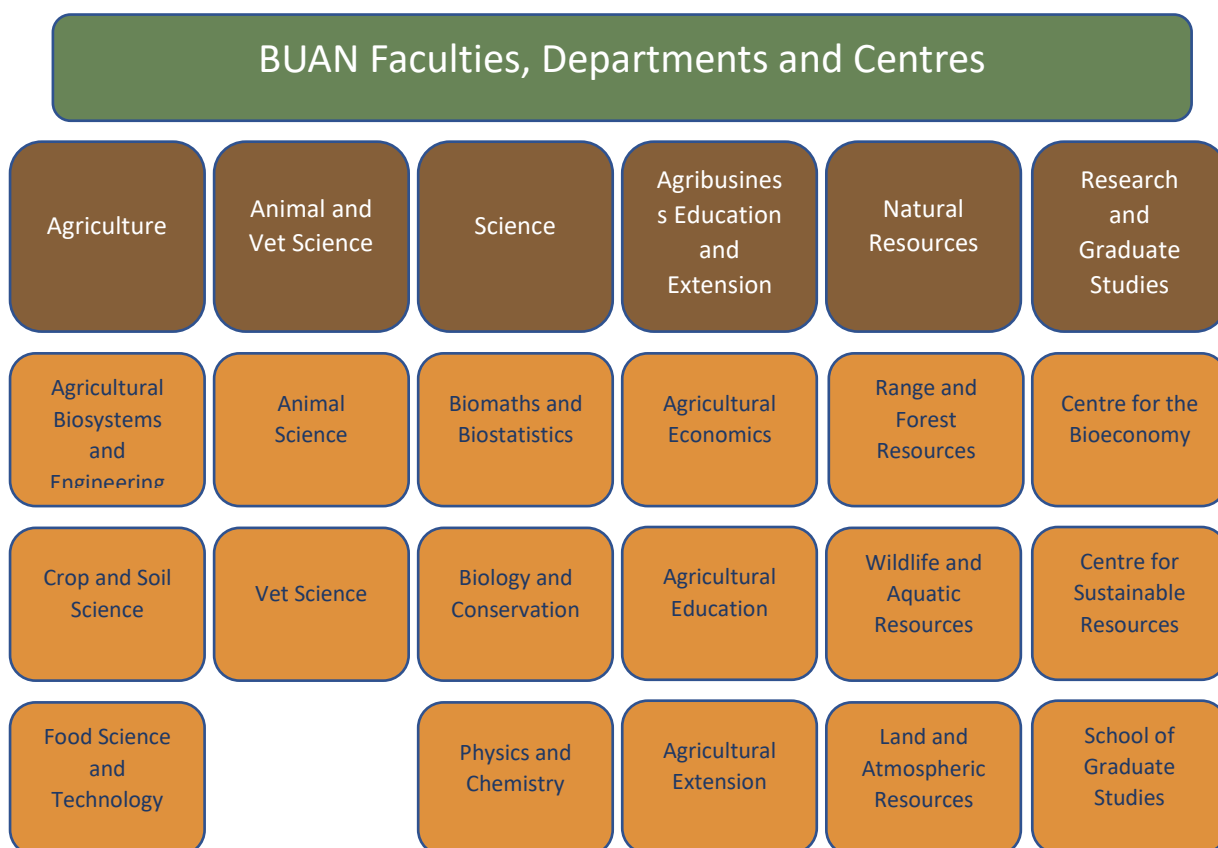 BUAN Faculties, Departments and Centres
Agriculture
Animal and
Vet Science
Science
Agribusines
s Education
and
Extension
Natural
Resources
Research
and
Graduate
Studies
Agricultural
Biosystems
and
Engineering
Animal
Science
Biomaths and
Biostatistics
Agricultural
Economics
Range and
Forest
Resources
Centre for the
Bioeconomy
Crop and Soil
Science
Vet Science
Biology and
Conservation
Agricultural
Education
Wildlife and
Aquatic
Resources
Centre for
Sustainable
Resources
Food Science
and
Technology
Physics and
Chemistry
Agricultural
Extension
Land and
Atmospheric
Resources
School of
Graduate
Studies